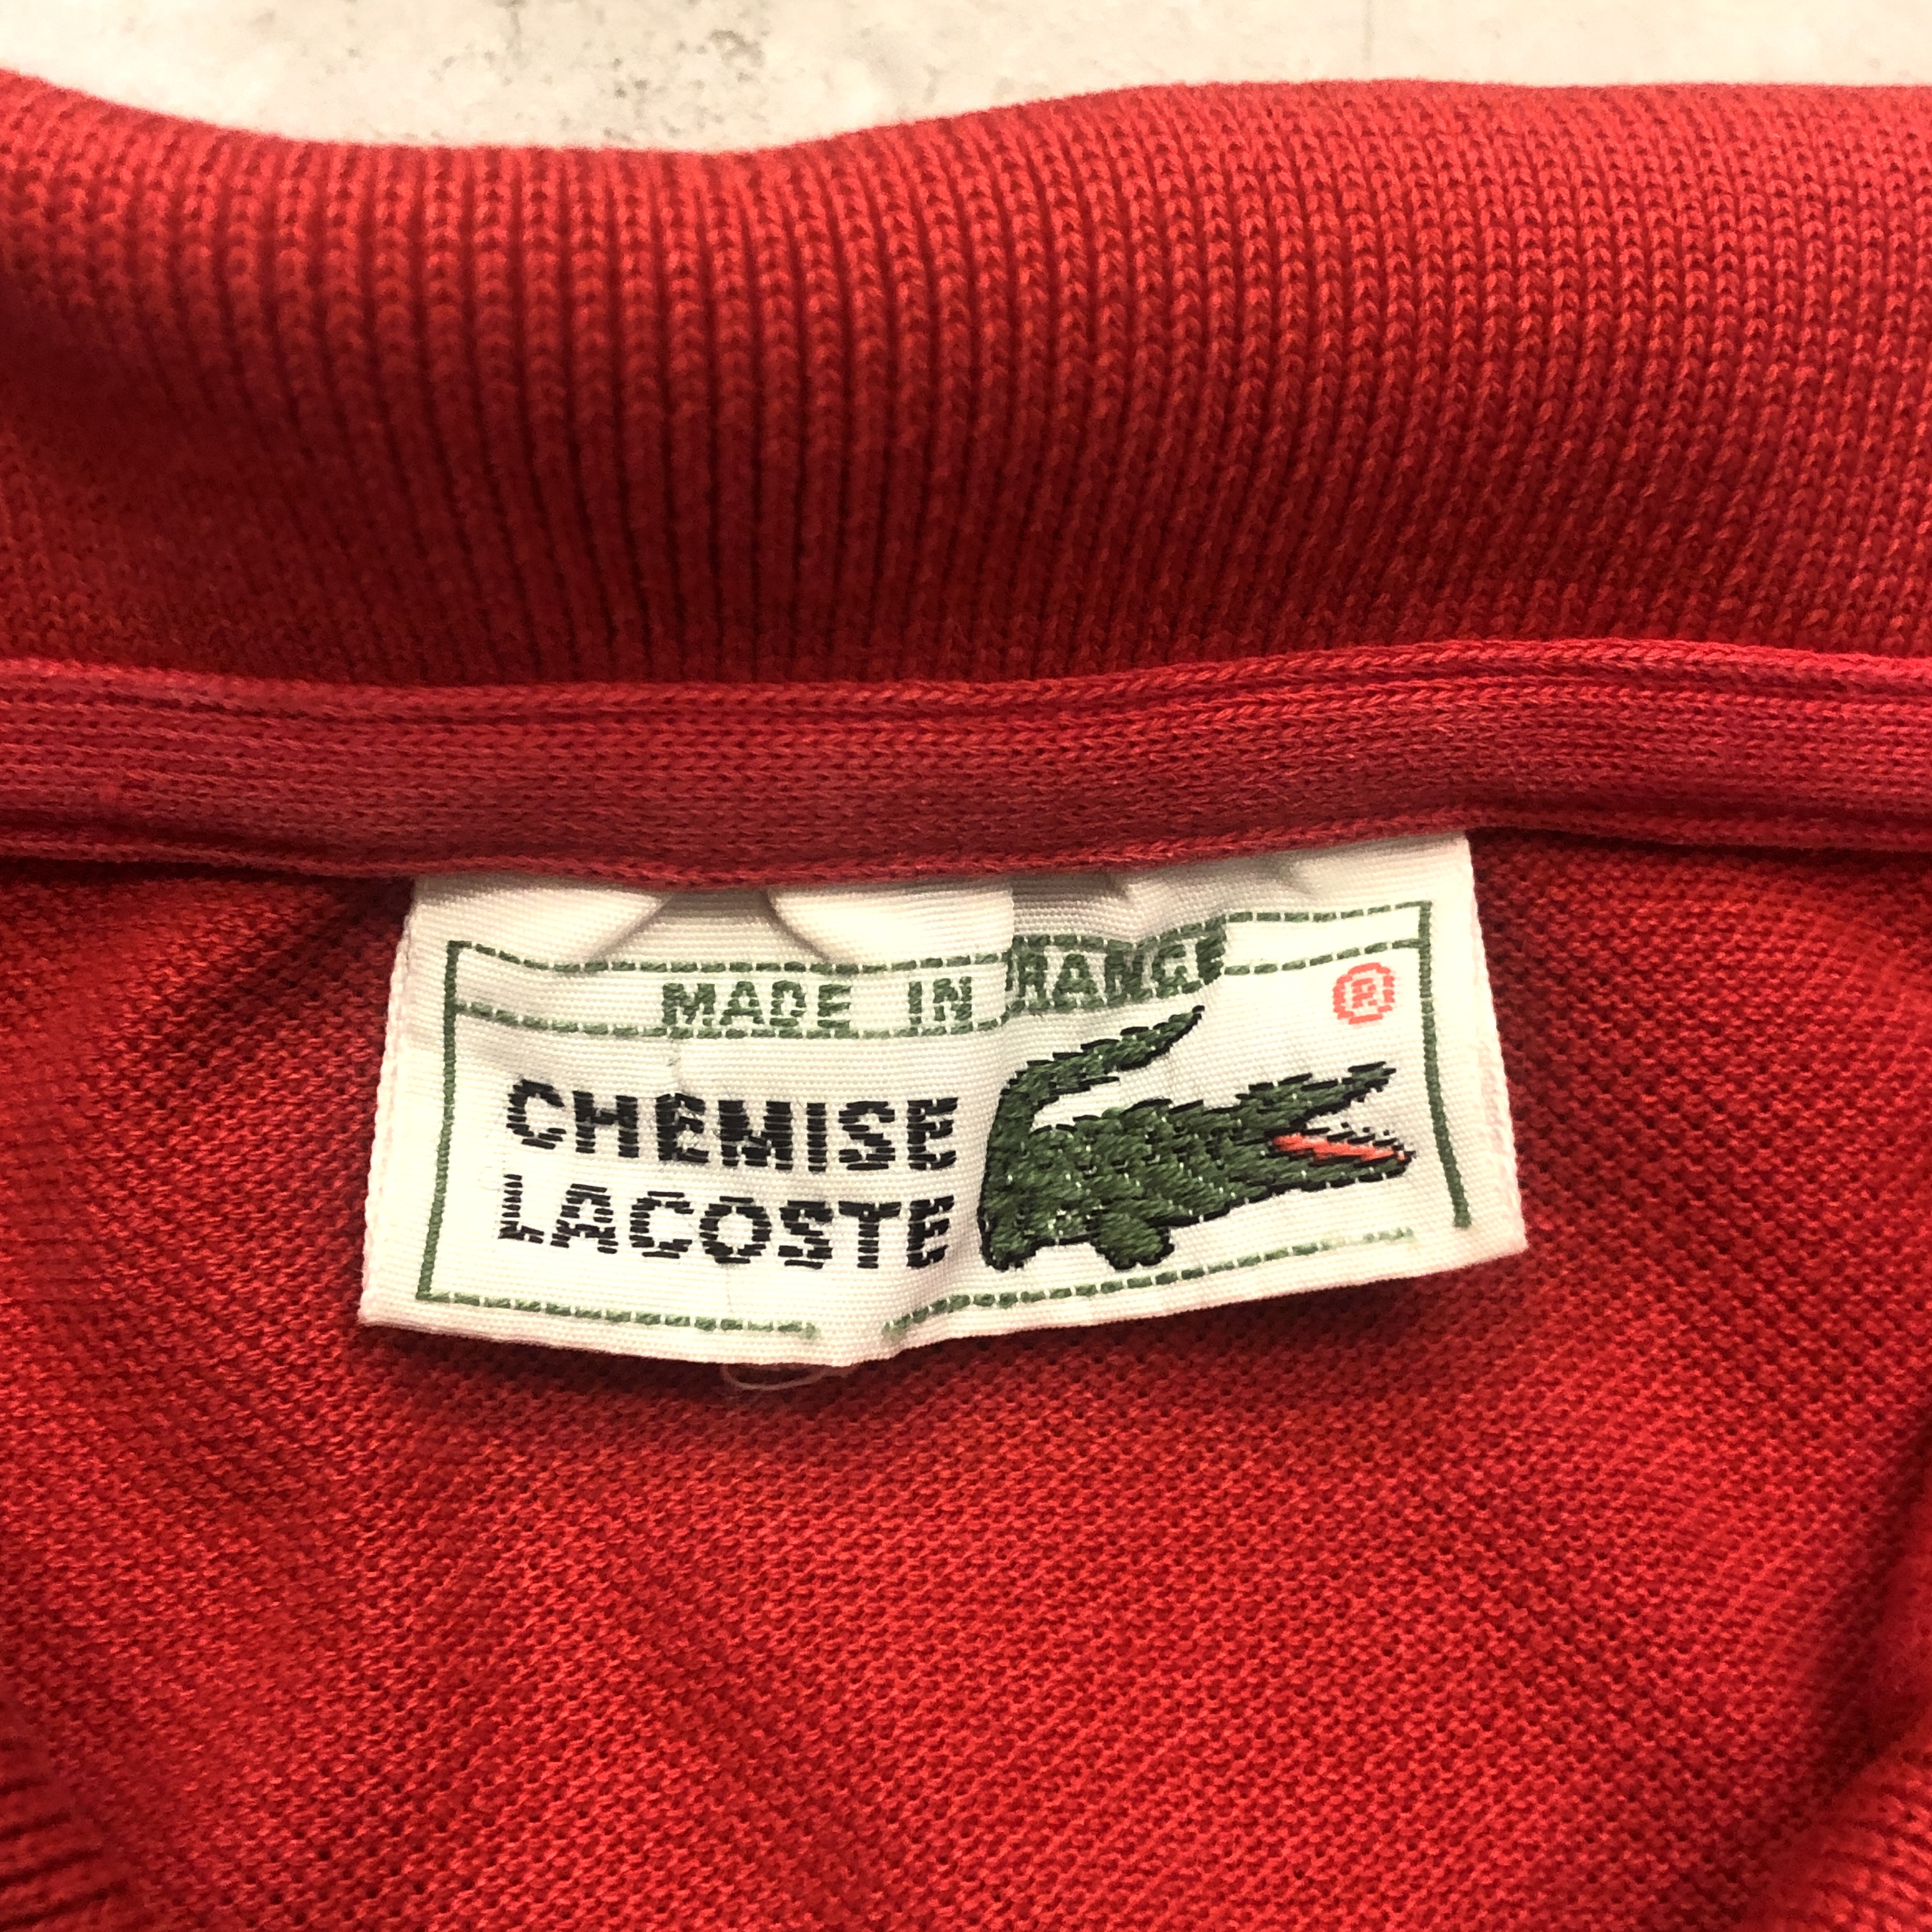 MADE IN FRANCE
®
CHEMISE
LACOSTE